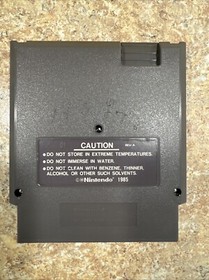 CAUTION
REV-A
•DO NOT STORE IN EXTREME TEMPERATURES.
•DO NOT IMMERSE IN WATER.
•DO NOT CLEAN WITH BENZENE, THINNER,
ALCOHOL OR OTHER SUCH SOLVENTS.
©®Nintendo 1985